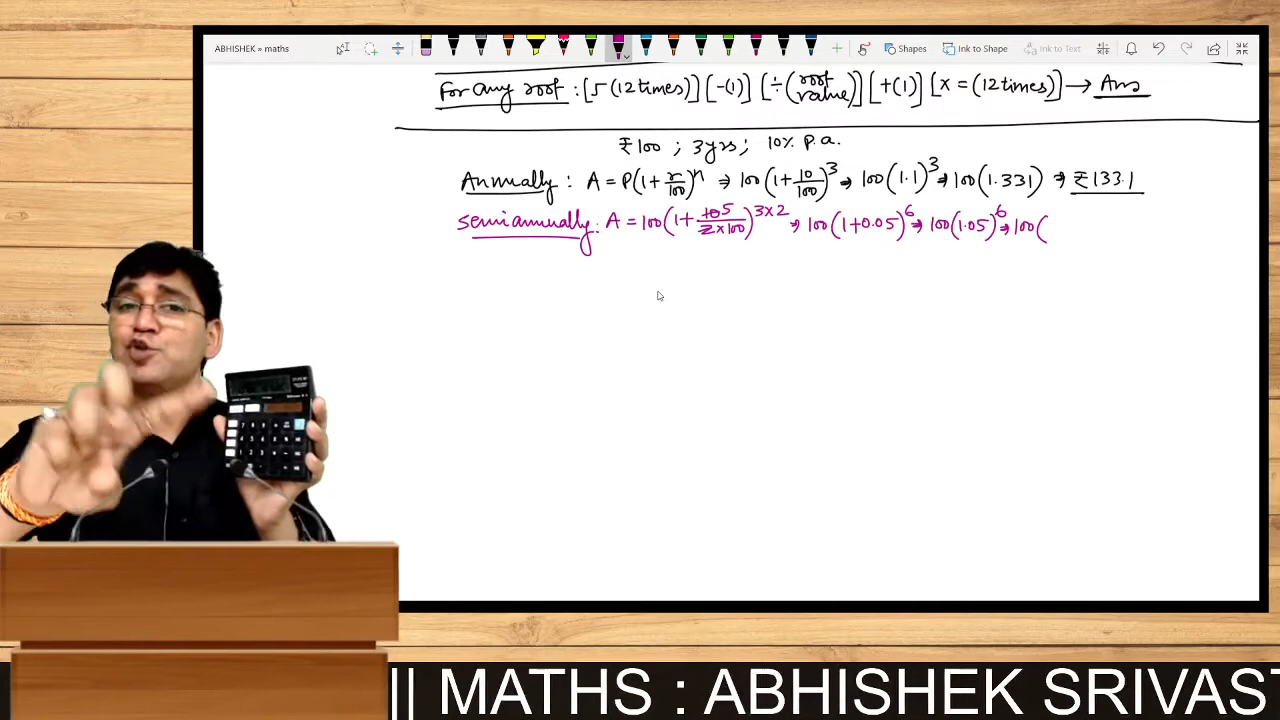 ABHISHEK » maths
Shapes
Ink to Shape
Ink to Text
For any root : [√(12 times)] [-(1)] [÷(root value)] [+(1)] [x = (12 times)] → Ans
₹100 ; 3yrs ; 10% p.a.
Annually : A = P(1+r/100)^n ⇒ 100(1+10/100)^3 ⇒ 100(1.1)^3 ⇒ 100(1.331) ⇒ ₹133.1
Semiannually : A = 100(1+10 5/2×100)^3×2 ⇒ 100(1+0.05)^6 ⇒ 100(1.05)^6 ⇒ 100(
|| MATHS : ABHISHEK SRIVAST